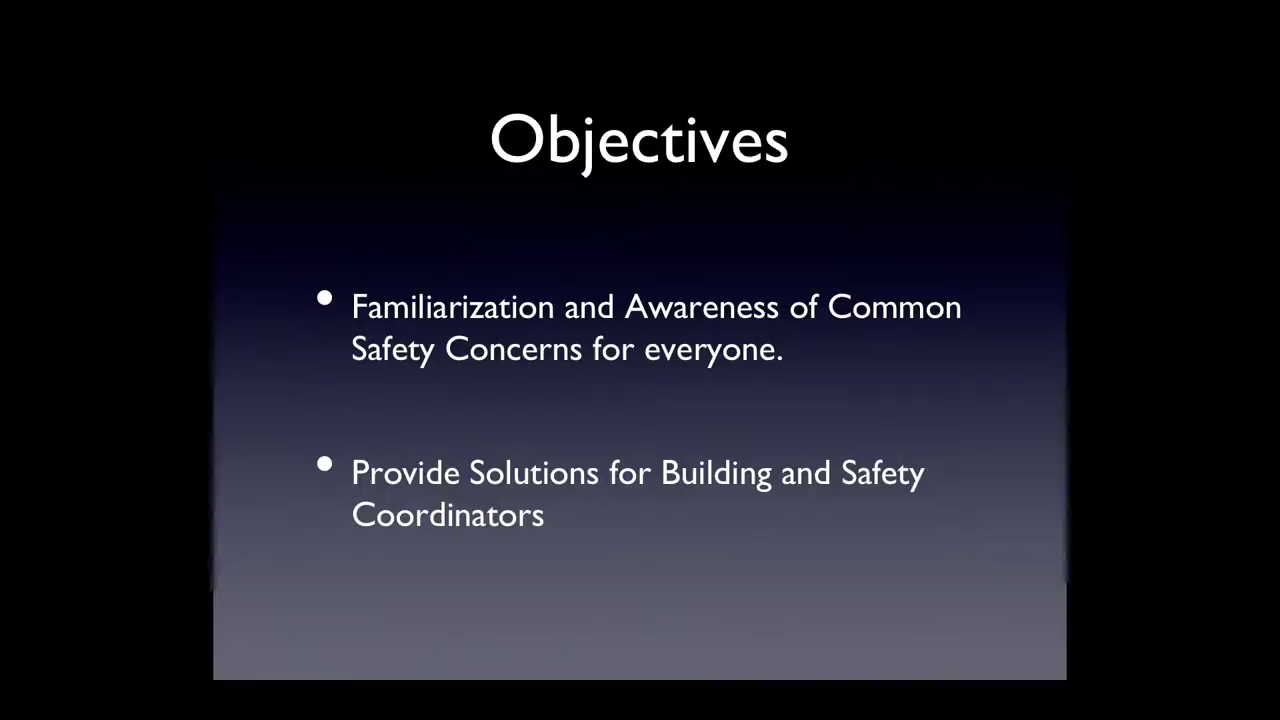 Objectives
• Familiarization and Awareness of Common
Safety Concerns for everyone.
• Provide Solutions for Building and Safety
Coordinators